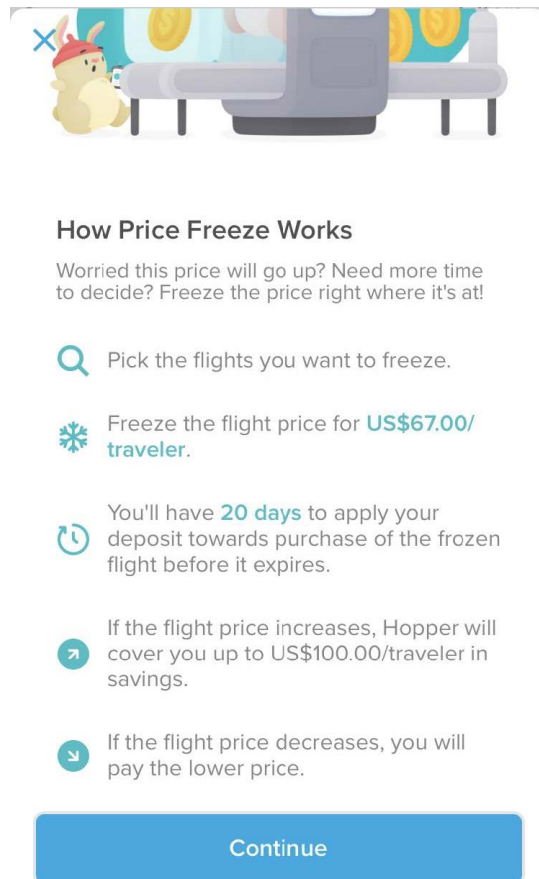 How Price Freeze Works
Worried this price will go up? Need more time
to decide? Freeze the price right where it's at!
Pick the flights you want to freeze.
Freeze the flight price for US$67.00/
traveler.
You'll have 20 days to apply your
deposit towards purchase of the frozen
flight before it expires.
If the flight price increases, Hopper will
cover you up to US$100.00/traveler in
savings.
If the flight price decreases, you will
pay the lower price.
Continue